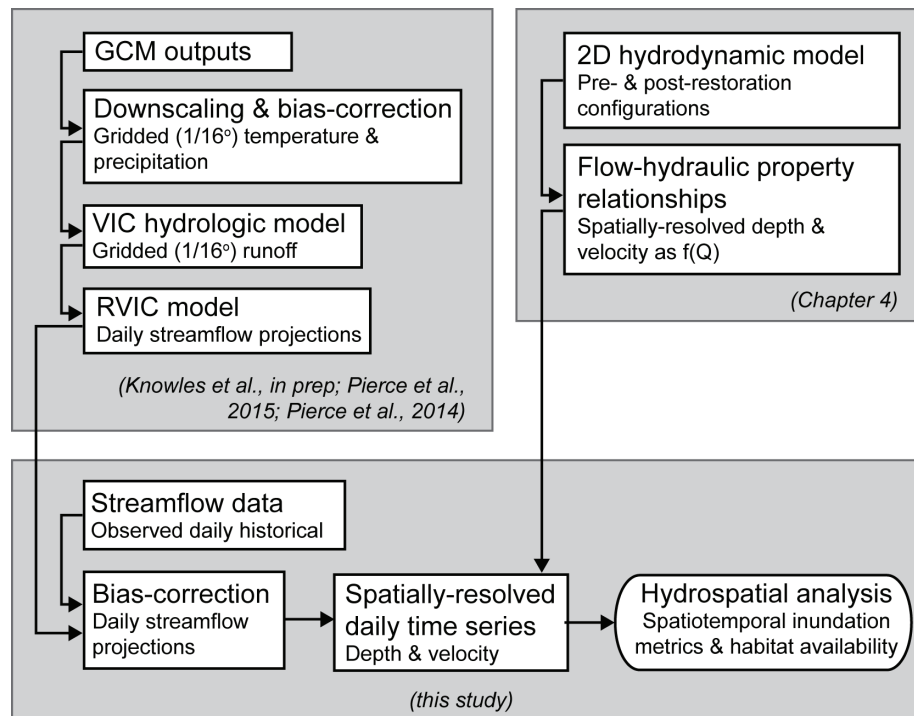 GCM outputs
Downscaling & bias-correction
Gridded (1/16º) temperature &
precipitation
VIC hydrologic model
Gridded (1/16º) runoff
RVIC model
Daily streamflow projections
(Knowles et al., in prep; Pierce et al.,
2015; Pierce et al., 2014)
2D hydrodynamic model
Pre- & post-restoration
configurations
Flow-hydraulic property
relationships
Spatially-resolved depth &
velocity as f(Q)
(Chapter 4)
Streamflow data
Observed daily historical
Bias-correction
Daily streamflow
projections
Spatially-resolved
daily time series
Depth & velocity
Hydrospatial analysis
Spatiotemporal inundation
metrics & habitat availability
(this study)